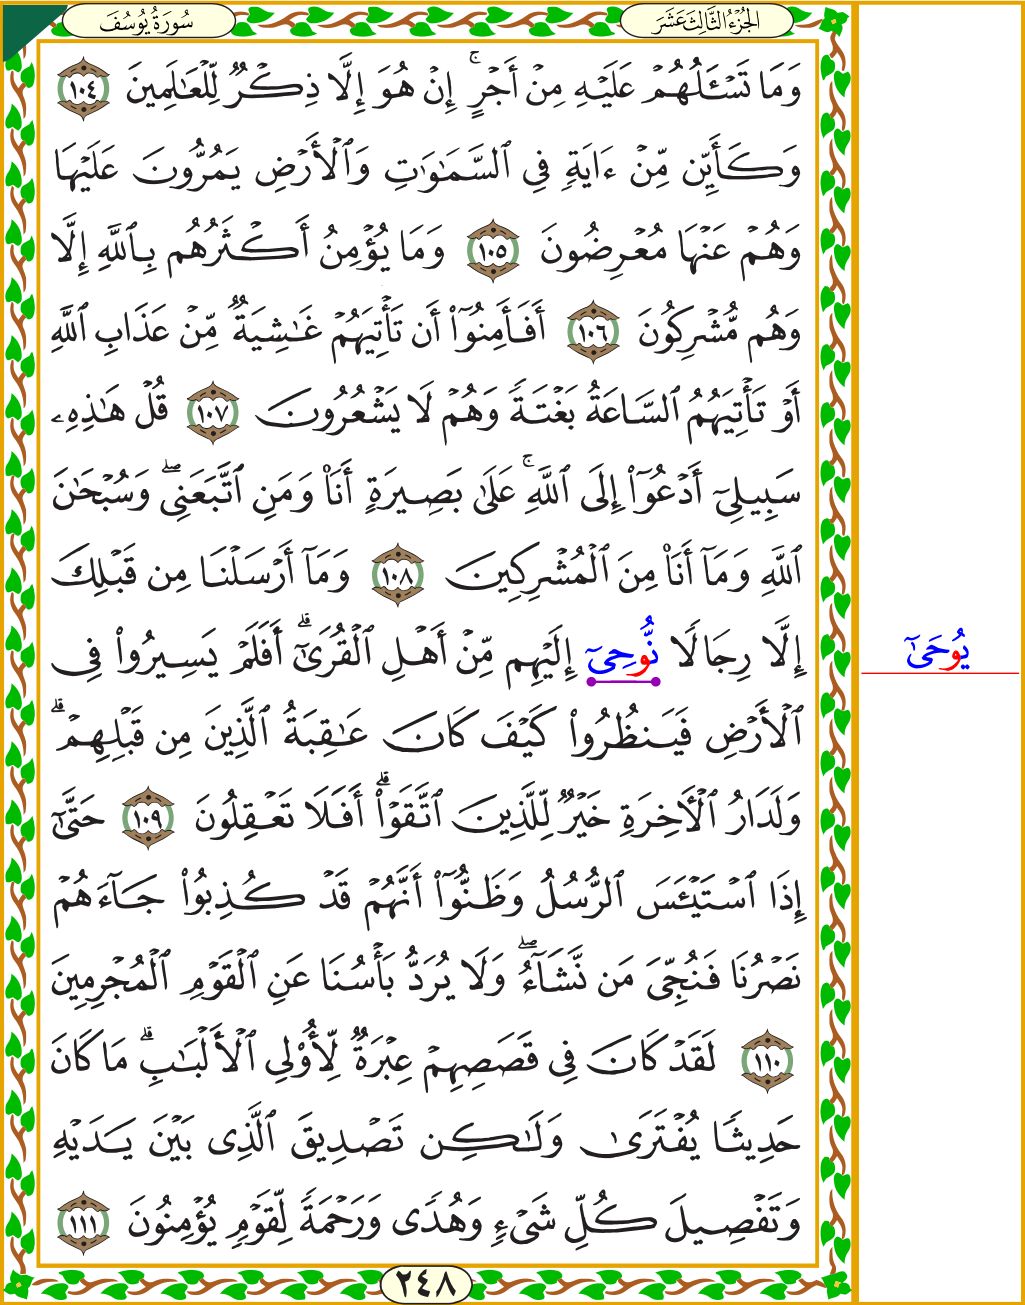 سُورَةُ يُوسُفَ
الجُزْءُ الثَّالِثَ عَشَرَ
وَمَا تَسْـَٔلُهُمْ عَلَيْهِ مِنْ أَجْرٍ ۚ إِنْ هُوَ إِلَّا ذِكْرٌ لِّلْعَـٰلَمِينَ ١٠٤
وَكَأَيِّن مِّنْ ءَايَةٍ فِى ٱلسَّمَـٰوَٰتِ وَٱلْأَرْضِ يَمُرُّونَ عَلَيْهَا
وَهُمْ عَنْهَا مُعْرِضُونَ ١٠٥ وَمَا يُؤْمِنُ أَكْثَرُهُم بِٱللَّهِ إِلَّا
وَهُم مُّشْرِكُونَ ١٠٦ أَفَأَمِنُوٓا۟ أَن تَأْتِيَهُمْ غَـٰشِيَةٌ مِّنْ عَذَابِ ٱللَّهِ
أَوْ تَأْتِيَهُمُ ٱلسَّاعَةُ بَغْتَةً وَهُمْ لَا يَشْعُرُونَ ١٠٧ قُلْ هَـٰذِهِۦ
سَبِيلِىٓ أَدْعُوٓا۟ إِلَى ٱللَّهِ ۚ عَلَىٰ بَصِيرَةٍ أَنَا۠ وَمَنِ ٱتَّبَعَنِى ۖ وَسُبْحَـٰنَ
ٱللَّهِ وَمَآ أَنَا۠ مِنَ ٱلْمُشْرِكِينَ ١٠٨ وَمَآ أَرْسَلْنَا مِن قَبْلِكَ
إِلَّا رِجَالًا نُّوحِىٓ إِلَيْهِم مِّنْ أَهْلِ ٱلْقُرَىٰٓ ۗ أَفَلَمْ يَسِيرُوا۟ فِى
يُوحَىٰٓ
ٱلْأَرْضِ فَيَنظُرُوا۟ كَيْفَ كَانَ عَـٰقِبَةُ ٱلَّذِينَ مِن قَبْلِهِمْ ۗ
وَلَدَارُ ٱلْـَٔاخِرَةِ خَيْرٌ لِّلَّذِينَ ٱتَّقَوْا۟ ۗ أَفَلَا تَعْقِلُونَ ١٠٩ حَتَّىٰٓ
إِذَا ٱسْتَيْـَٔسَ ٱلرُّسُلُ وَظَنُّوٓا۟ أَنَّهُمْ قَدْ كُذِبُوا۟ جَآءَهُمْ
نَصْرُنَا فَنُجِّىَ مَن نَّشَآءُ ۖ وَلَا يُرَدُّ بَأْسُنَا عَنِ ٱلْقَوْمِ ٱلْمُجْرِمِينَ
١١٠ لَقَدْ كَانَ فِى قَصَصِهِمْ عِبْرَةٌ لِّأُو۟لِى ٱلْأَلْبَـٰبِ ۗ مَا كَانَ
حَدِيثًا يُفْتَرَىٰ وَلَـٰكِن تَصْدِيقَ ٱلَّذِى بَيْنَ يَدَيْهِ
وَتَفْصِيلَ كُلِّ شَىْءٍ وَهُدًى وَرَحْمَةً لِّقَوْمٍ يُؤْمِنُونَ ١١١
٢٤٨